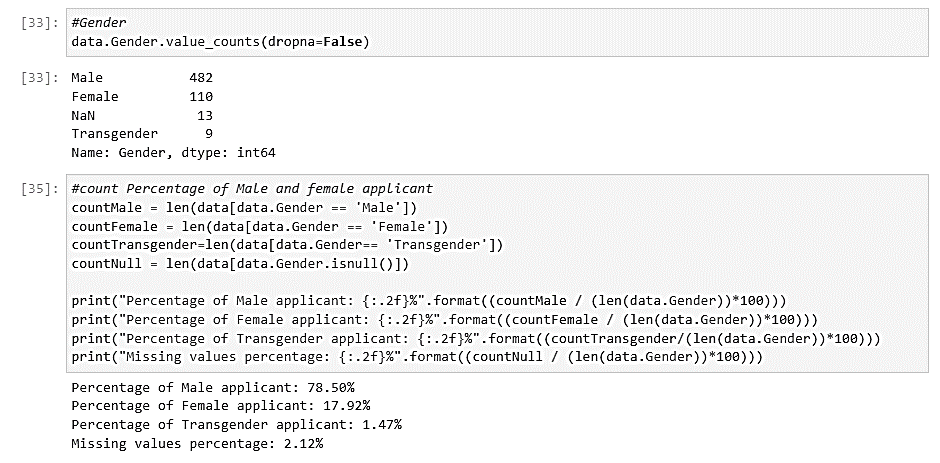 [33]: #Gender
data.Gender.value_counts(dropna=False)
[33]: Male 482
Female 110
NaN 13
Transgender 9
Name: Gender, dtype: int64
[35]: #count Percentage of Male and female applicant
countMale = len(data[data.Gender == 'Male'])
countFemale = len(data[data.Gender == 'Female'])
countTransgender=len(data[data.Gender== 'Transgender'])
countNull = len(data[data.Gender.isnull()])
print("Percentage of Male applicant: {:.2f}%".format((countMale / (len(data.Gender))*100)))
print("Percentage of Female applicant: {:.2f}%".format((countFemale / (len(data.Gender))*100)))
print("Percentage of Transgender applicant: {:.2f}%".format((countTransgender/(len(data.Gender))*100)))
print("Missing values percentage: {:.2f}%".format((countNull / (len(data.Gender))*100)))
Percentage of Male applicant: 78.50%
Percentage of Female applicant: 17.92%
Percentage of Transgender applicant: 1.47%
Missing values percentage: 2.12%